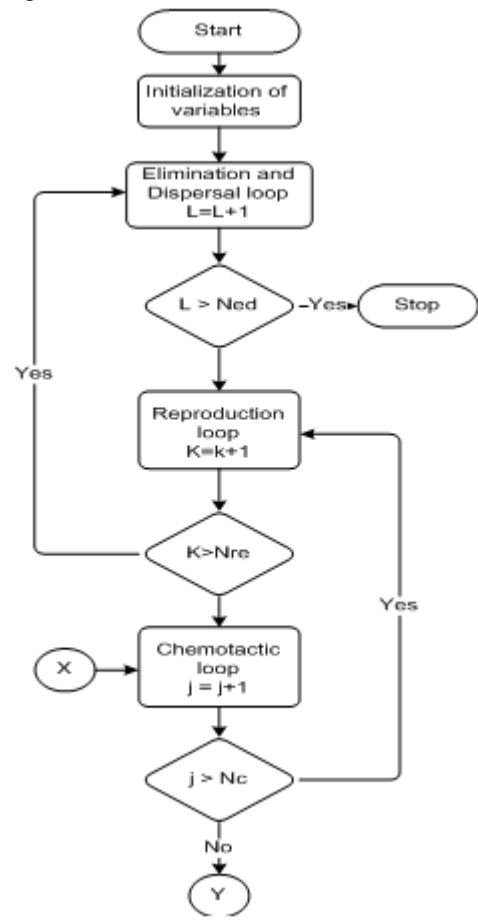 Start
Initialization of
variables
Elimination and
Dispersal loop
L=L+1
L > Ned
Yes
Stop
Yes
Reproduction
loop
K=k+1
K>Nre
Yes
X
Chemotactic
loop
j = j+1
j > Nc
No
Y